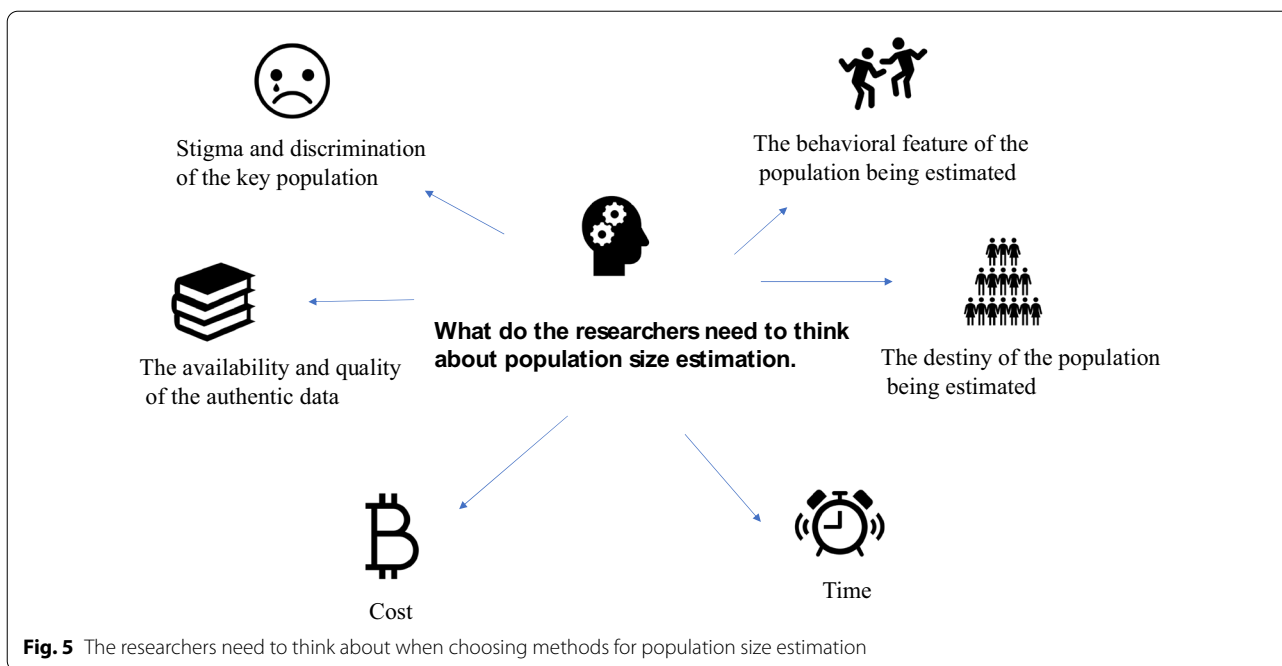 Stigma and discrimination
of the key population
The behavioral feature of the
population being estimated
What do the researchers need to think
about population size estimation.
The availability and quality
of the authentic data
The destiny of the population
being estimated
Cost
Time
Fig. 5 The researchers need to think about when choosing methods for population size estimation